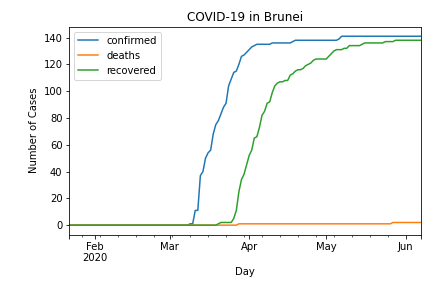 COVID-19 in Brunei
confirmed
deaths
recovered
Number of Cases
140
120
100
80
60
40
20
0
Feb
2020
Mar
Apr
May
Jun
Day